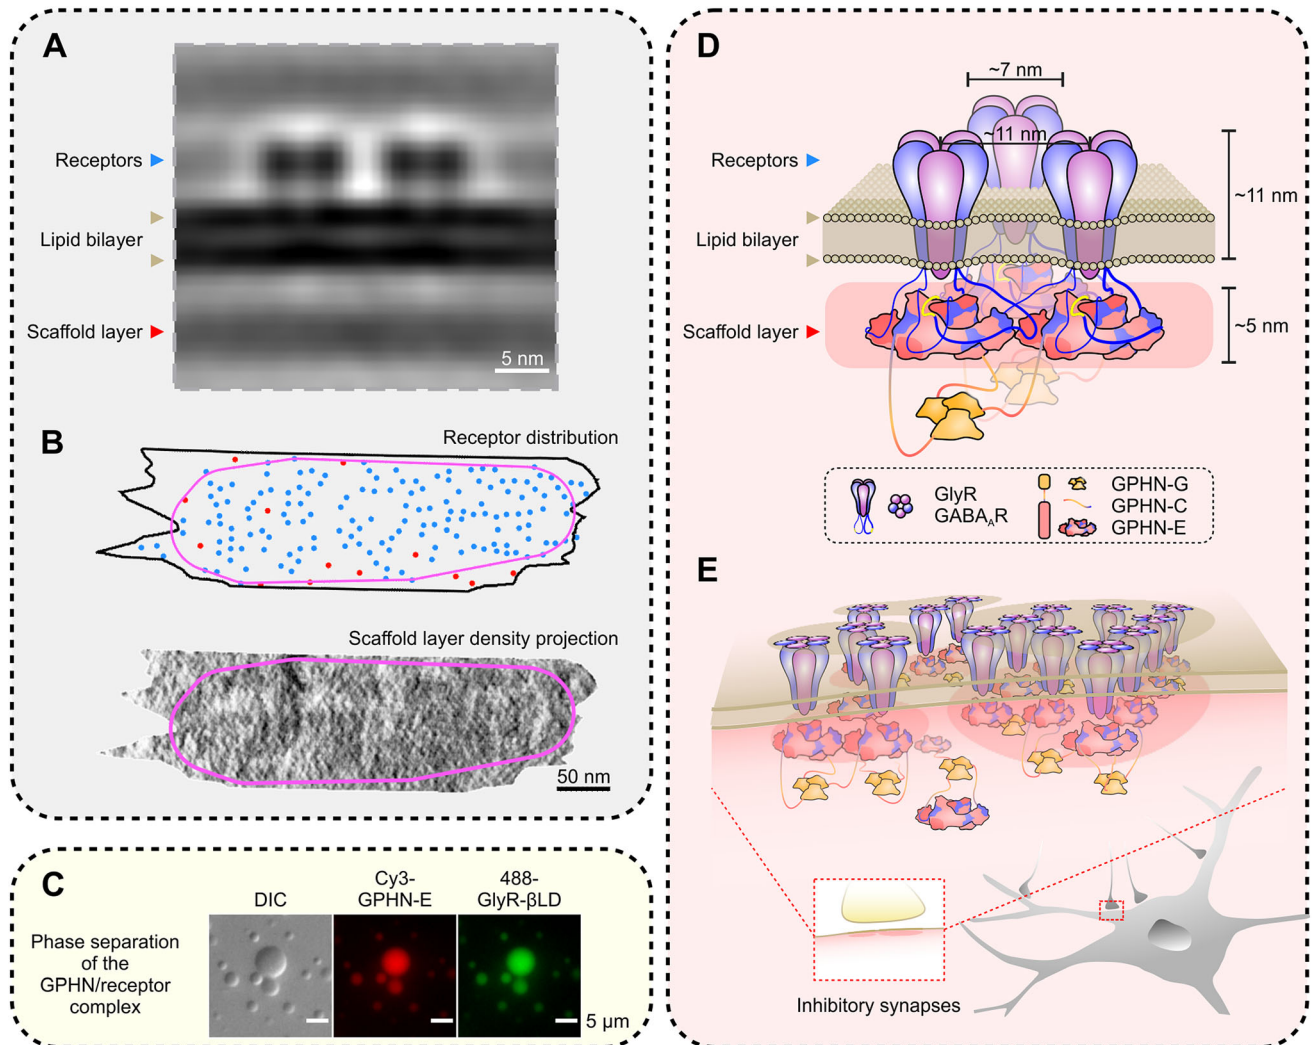 A
Receptors
Lipid bilayer
Scaffold layer
5 nm
B
Receptor distribution
Scaffold layer density projection
50 nm
C
DIC
Cy3-
GPHN-E
488-
GlyR-βLD
Phase separation
of the
GPHN/receptor
complex
5 µm
D
~7 nm
~11 nm
Receptors
~11 nm
Lipid bilayer
Scaffold layer
~5 nm
GlyR
GABAAR
GPHN-G
GPHN-C
GPHN-E
E
Inhibitory synapses